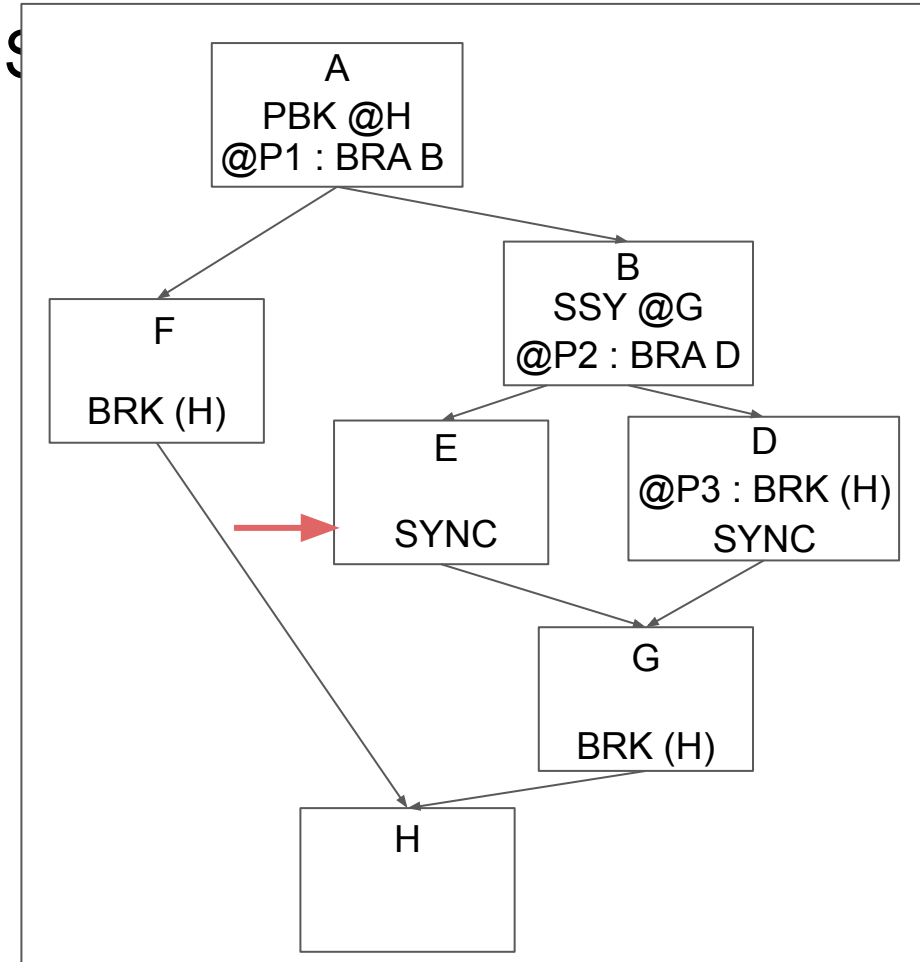 A
PBK @H
@P1 : BRA B
B
SSY @G
@P2 : BRA D
F
BRK (H)
E
SYNC
D
@P3 : BRK (H)
SYNC
G
BRK (H)
H